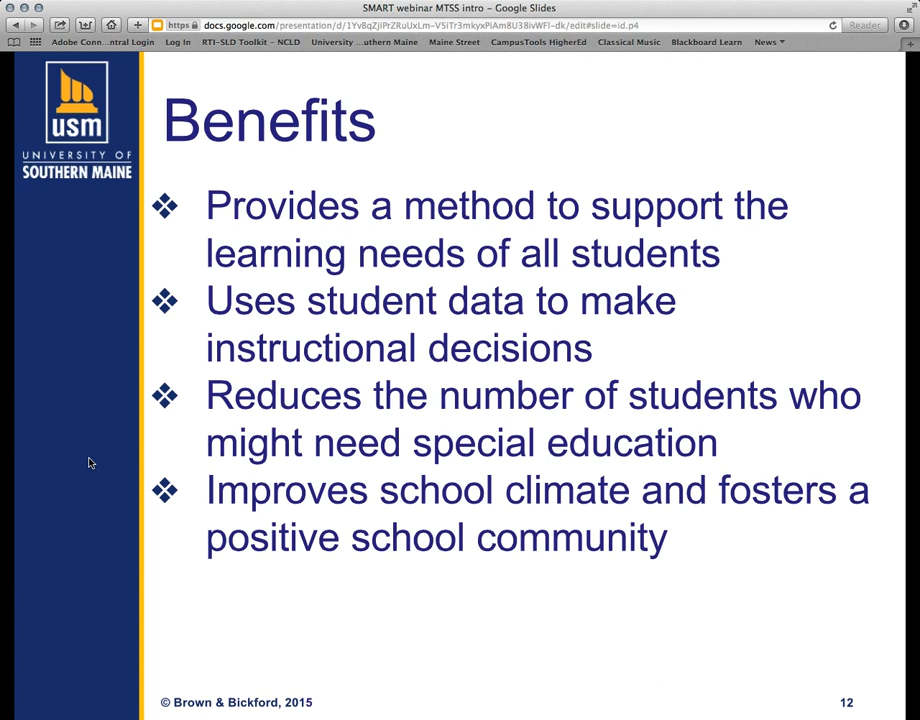 SMART webinar MTSS intro – Google Slides
https docs.google.com/presentation/d/1YvBqZjIPrZRuUxLm-V5iTr3mkyxPIAm8U38ivWFl-dk/edit#slide=id.p4
Reader
Adobe Conn...ntral Login Log In RTI-SLD Toolkit - NCLD University ...uthern Maine Maine Street CampusTools HigherEd Classical Music Blackboard Learn News
usm
UNIVERSITY OF
SOUTHERN MAINE
Benefits
❖ Provides a method to support the
learning needs of all students
❖ Uses student data to make
instructional decisions
❖ Reduces the number of students who
might need special education
❖ Improves school climate and fosters a
positive school community
© Brown & Bickford, 2015
12